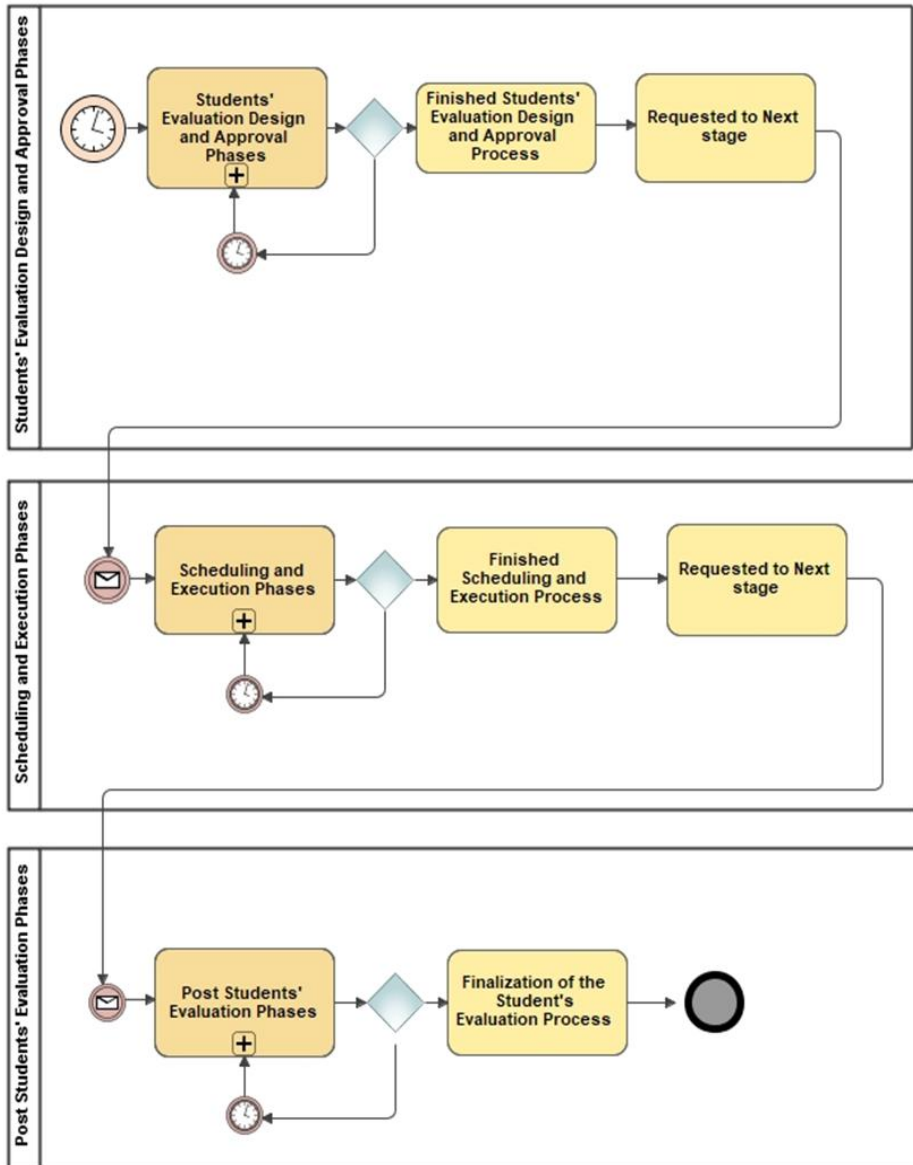 Students' Evaluation Design and Approval Phases
Students'
Evaluation Design
and Approval
Phases
Finished Students'
Evaluation Design
and Approval
Process
Requested to Next
stage
Scheduling and Execution Phases
Scheduling and
Execution Phases
Finished
Scheduling and
Execution Process
Requested to Next
stage
Post Students' Evaluation Phases
Post Students'
Evaluation Phases
Finalization of the
Student's
Evaluation Process